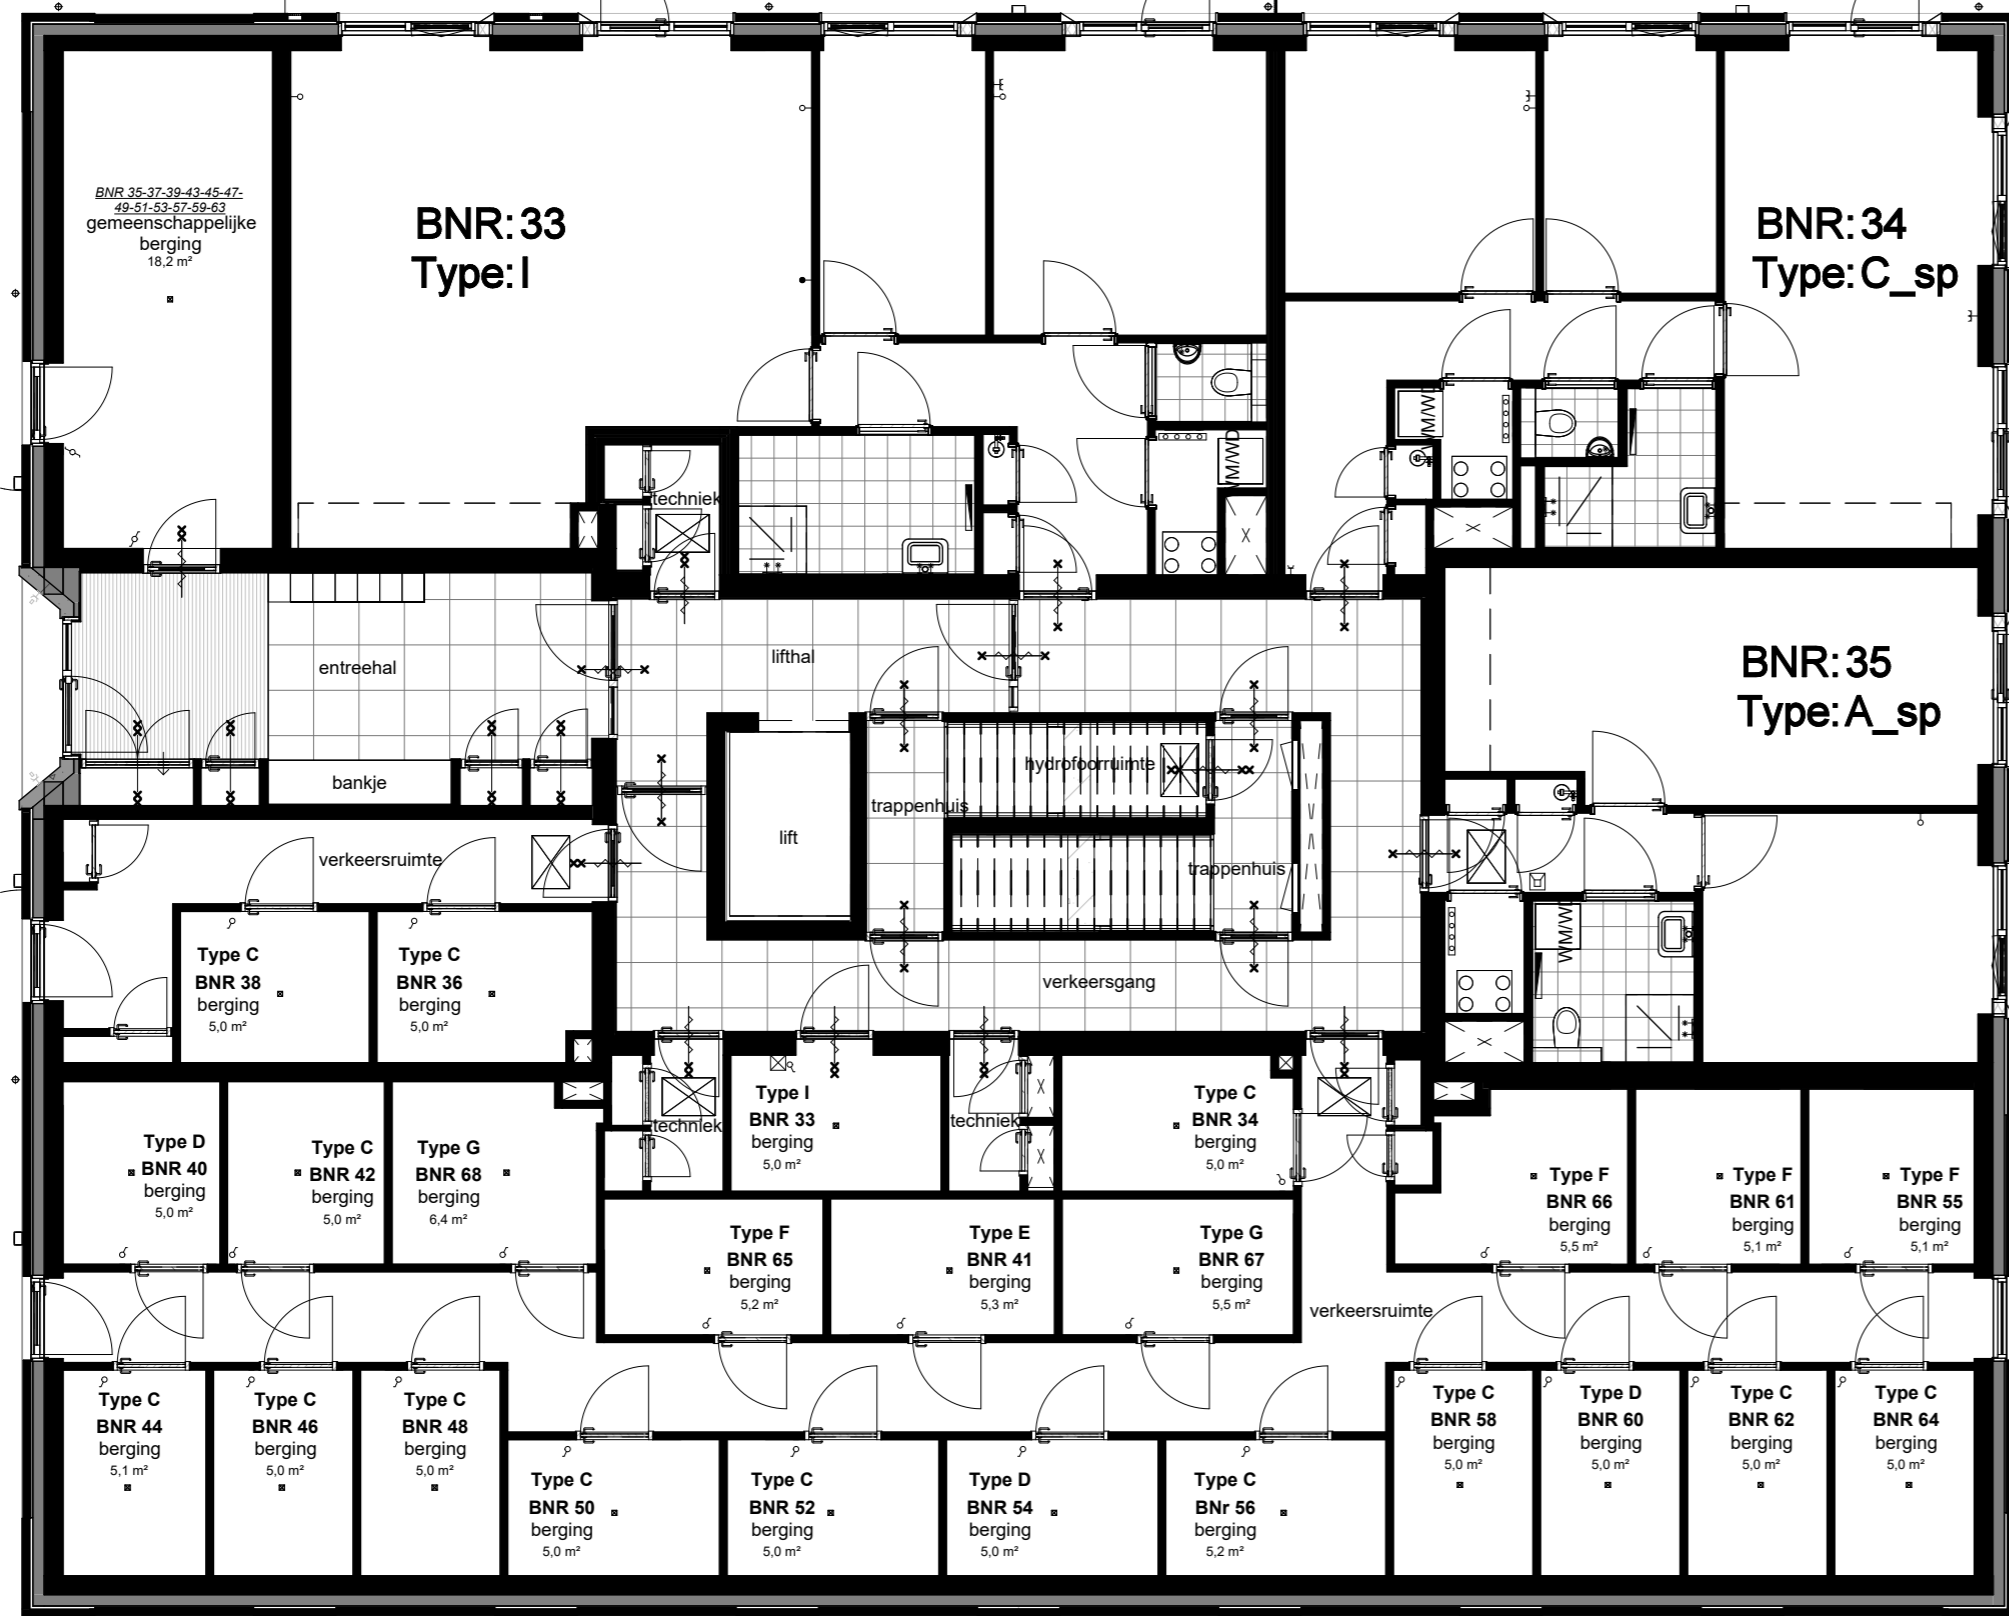 BNR 35-37-39-43-45-47-
49-51-53-57-59-63
gemeenschappelijke
berging
18,2 m²
BNR: 33
Type: I
BNR: 34
Type: C_sp
WM/WD
WM/WD
techniek
entreehal
lifthal
BNR: 35
Type: A_sp
bankje
hydrofoorruimte
trappenhuis
lift
trappenhuis
verkeersruimte
WM/WD
Type C
BNR 38
berging
5,0 m²
Type C
BNR 36
berging
5,0 m²
verkeersgang
Type D
BNR 40
berging
5,0 m²
Type C
BNR 42
berging
5,0 m²
Type G
BNR 68
berging
6,4 m²
techniek
Type I
BNR 33
berging
5,0 m²
techniek
Type C
BNR 34
berging
5,0 m²
Type F
BNR 66
berging
5,5 m²
Type F
BNR 61
berging
5,1 m²
Type F
BNR 55
berging
5,1 m²
Type F
BNR 65
berging
5,2 m²
Type E
BNR 41
berging
5,3 m²
Type G
BNR 67
berging
5,5 m²
verkeersruimte
Type C
BNR 44
berging
5,1 m²
Type C
BNR 46
berging
5,0 m²
Type C
BNR 48
berging
5,0 m²
Type C
BNR 50
berging
5,0 m²
Type C
BNR 52
berging
5,0 m²
Type D
BNR 54
berging
5,0 m²
Type C
BNr 56
berging
5,2 m²
Type C
BNR 58
berging
5,0 m²
Type D
BNR 60
berging
5,0 m²
Type C
BNR 62
berging
5,0 m²
Type C
BNR 64
berging
5,0 m²